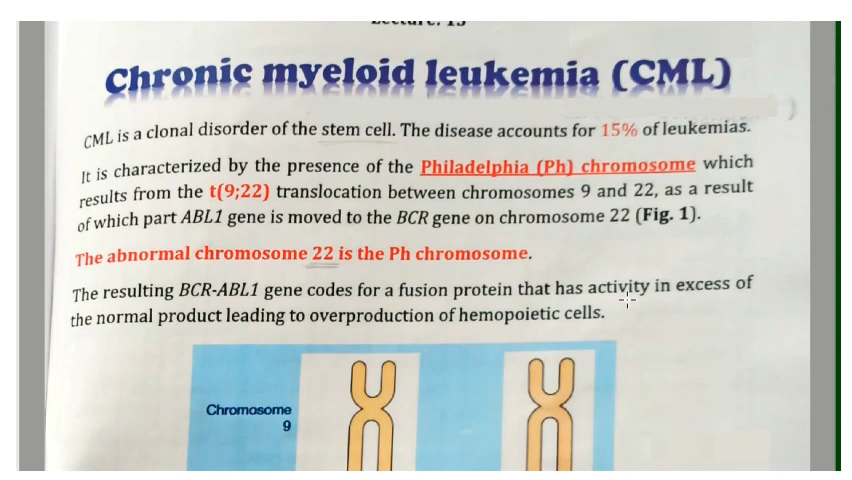 Lecture: 15
Chronic myeloid leukemia (CML)
CML is a clonal disorder of the stem cell. The disease accounts for 15% of leukemias.
It is characterized by the presence of the Philadelphia (Ph) chromosome which
results from the t(9;22) translocation between chromosomes 9 and 22, as a result
of which part ABL1 gene is moved to the BCR gene on chromosome 22 (Fig. 1).
The abnormal chromosome 22 is the Ph chromosome.
The resulting BCR-ABL1 gene codes for a fusion protein that has activity in excess of
the normal product leading to overproduction of hemopoietic cells.
Chromosome
9